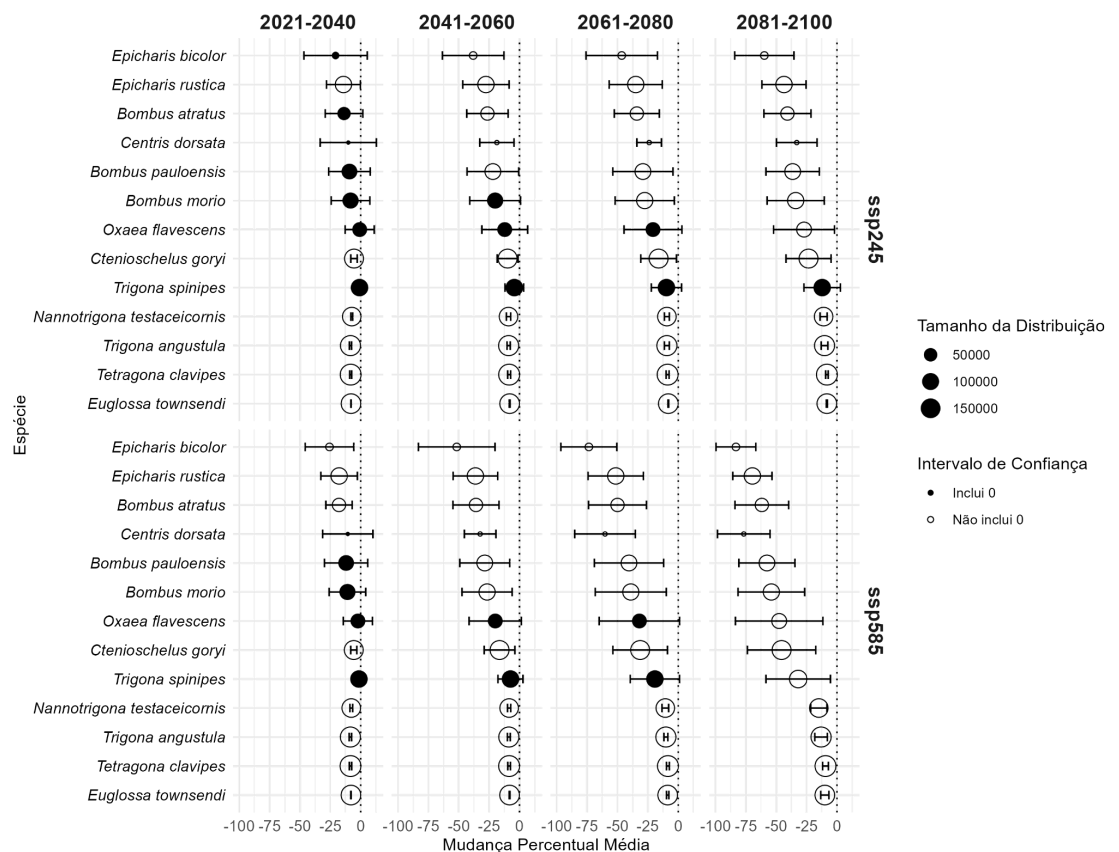 2021-2040 2041-2060 2061-2080 2081-2100
Epicharis bicolor
Epicharis rustica
Bombus atratus
Centris dorsata
Bombus pauloensis
Bombus morio
Oxaea flavescens
Ctenioschelus goryi
Trigona spinipes
Nannotrigona testaceicornis
Trigona angustula
Tetragona clavipes
Euglossa townsendi
ssp245
Espécie
Epicharis bicolor
Epicharis rustica
Bombus atratus
Centris dorsata
Bombus pauloensis
Bombus morio
Oxaea flavescens
Ctenioschelus goryi
Trigona spinipes
Nannotrigona testaceicornis
Trigona angustula
Tetragona clavipes
Euglossa townsendi
ssp585
-100 -75 -50 -25 0 -100 -75 -50 -25 0 -100 -75 -50 -25 0 -100 -75 -50 -25 0
Mudança Percentual Média
Tamanho da Distribuição
50000
100000
150000
Intervalo de Confiança
Inclui 0
Não inclui 0